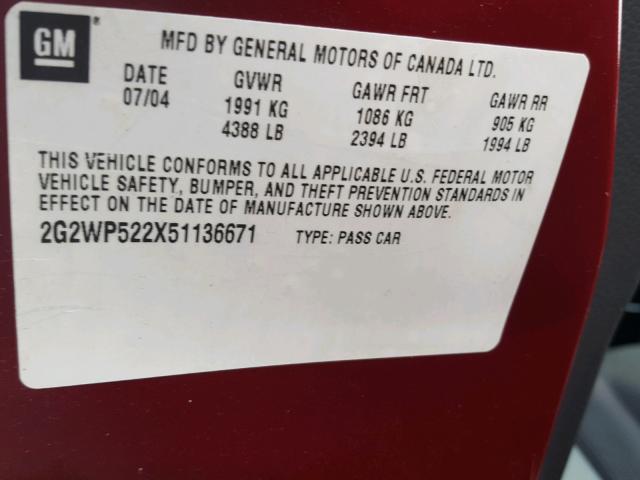 GM®
MFD BY GENERAL MOTORS OF CANADA LTD.
DATE GVWR GAWR FRT GAWR RR
07/04 1991 KG 1086 KG 905 KG
4388 LB 2394 LB 1994 LB
THIS VEHICLE CONFORMS TO ALL APPLICABLE U.S. FEDERAL MOTOR
VEHICLE SAFETY, BUMPER, AND THEFT PREVENTION STANDARDS IN
EFFECT ON THE DATE OF MANUFACTURE SHOWN ABOVE.
2G2WP522X51136671 TYPE: PASS CAR